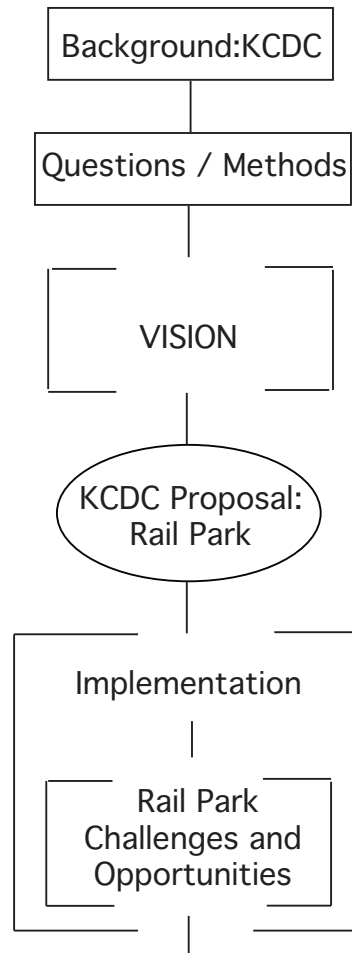 Background:KCDC
Questions / Methods
VISION
KCDC Proposal:
Rail Park
Implementation
Rail Park
Challenges and
Opportunities